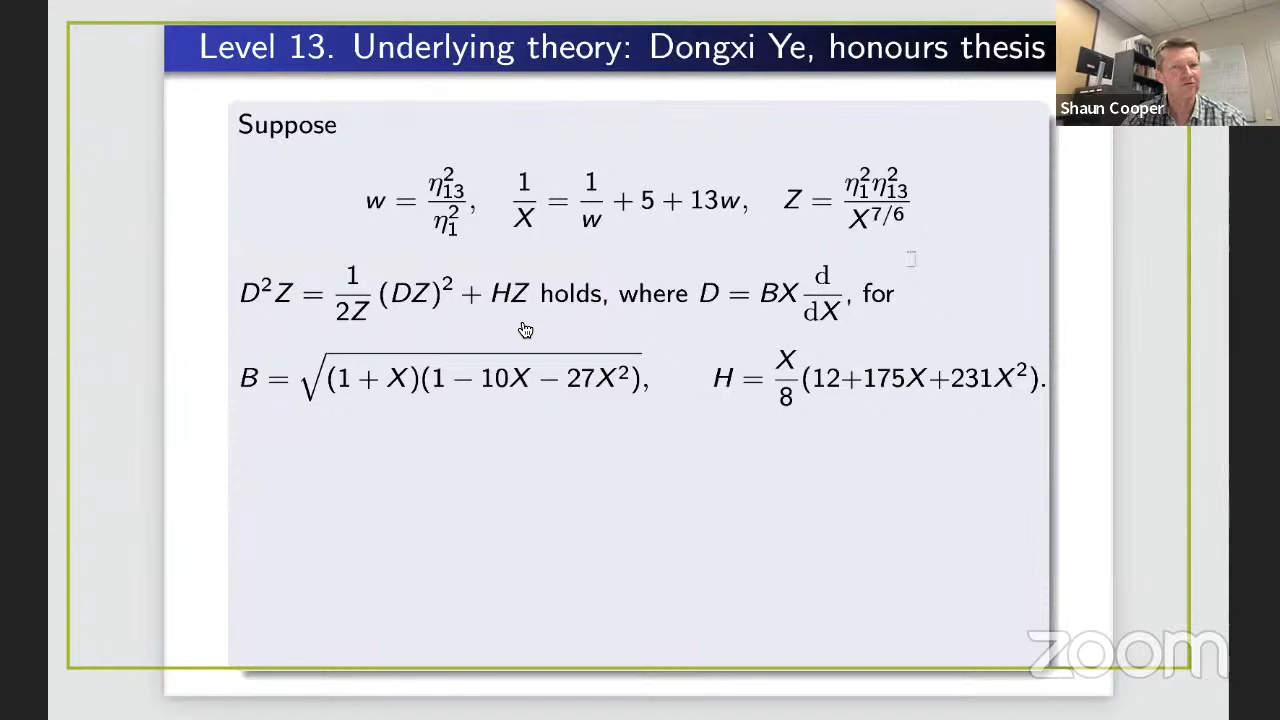 Level 13. Underlying theory: Dongxi Ye, honours thesis
Shaun Cooper
Suppose
w = η₁₃²/η₁², 1/X = 1/w + 5 + 13w, Z = η₁²η₁₃²/X^{7/6}
D²Z = 1/2Z (DZ)² + HZ holds, where D = BX d/dX, for
B = √((1 + X)(1 − 10X − 27X²)), H = X/8 (12+175X+231X²).
zoom